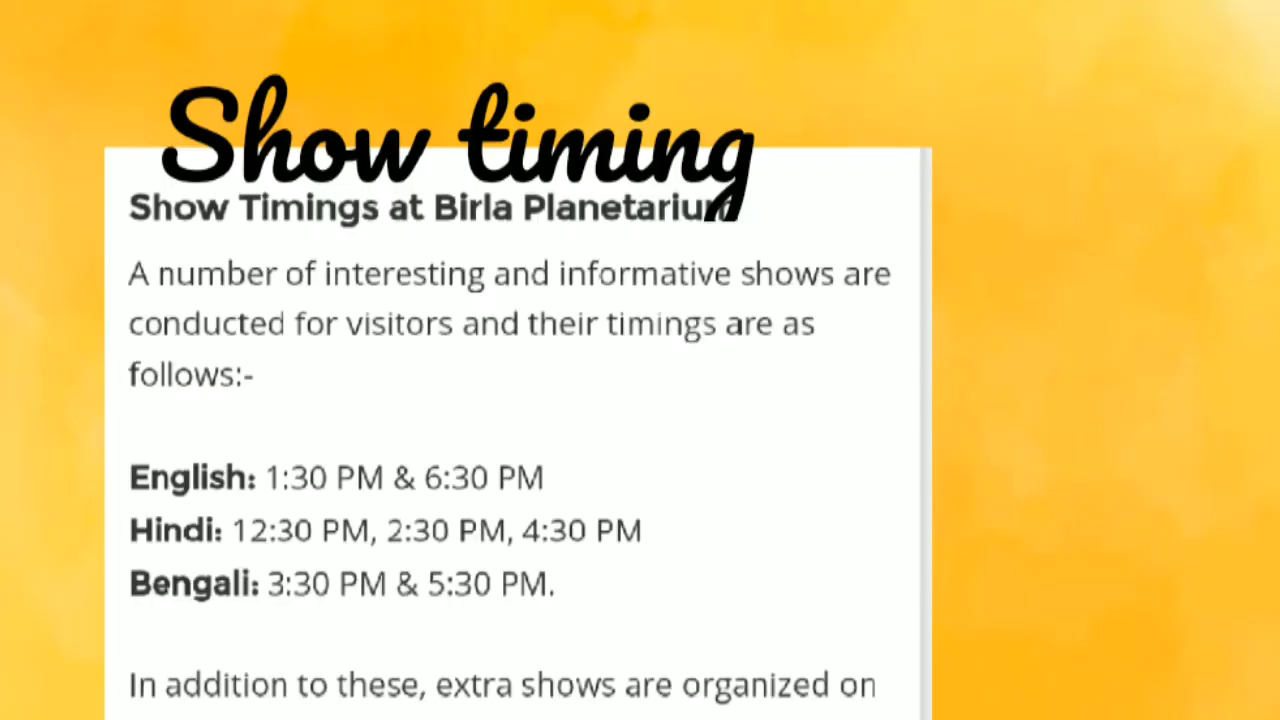 Show timing
Show Timings at Birla Planetarium
A number of interesting and informative shows are
conducted for visitors and their timings are as
follows:-
English: 1:30 PM & 6:30 PM
Hindi: 12:30 PM, 2:30 PM, 4:30 PM
Bengali: 3:30 PM & 5:30 PM.
In addition to these, extra shows are organized on